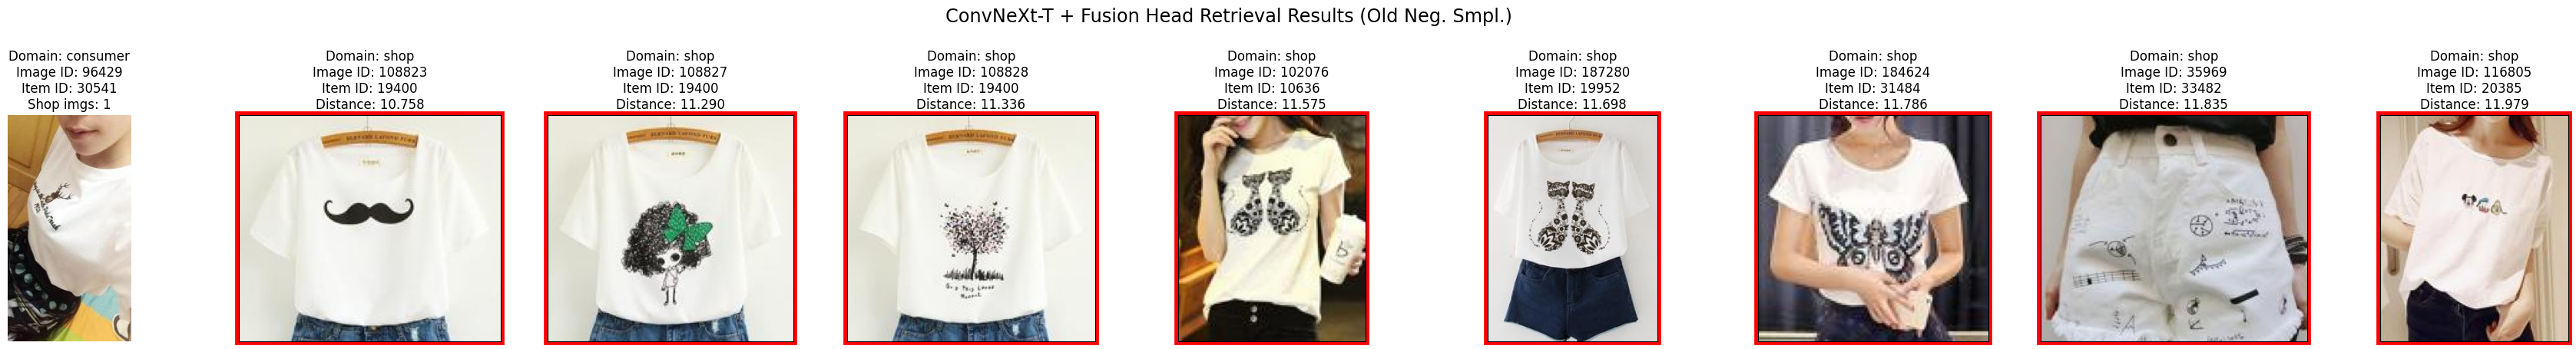 ConvNeXt-T + Fusion Head Retrieval Results (Old Neg. Smpl.)
Domain: consumer
Image ID: 96429
Item ID: 30541
Shop imgs: 1
Domain: shop
Image ID: 108823
Item ID: 19400
Distance: 10.758
Domain: shop
Image ID: 108827
Item ID: 19400
Distance: 11.290
Domain: shop
Image ID: 108828
Item ID: 19400
Distance: 11.336
Domain: shop
Image ID: 102076
Item ID: 10636
Distance: 11.575
Domain: shop
Image ID: 187280
Item ID: 19952
Distance: 11.698
Domain: shop
Image ID: 184624
Item ID: 31484
Distance: 11.786
Domain: shop
Image ID: 35969
Item ID: 33482
Distance: 11.835
Domain: shop
Image ID: 116805
Item ID: 20385
Distance: 11.979